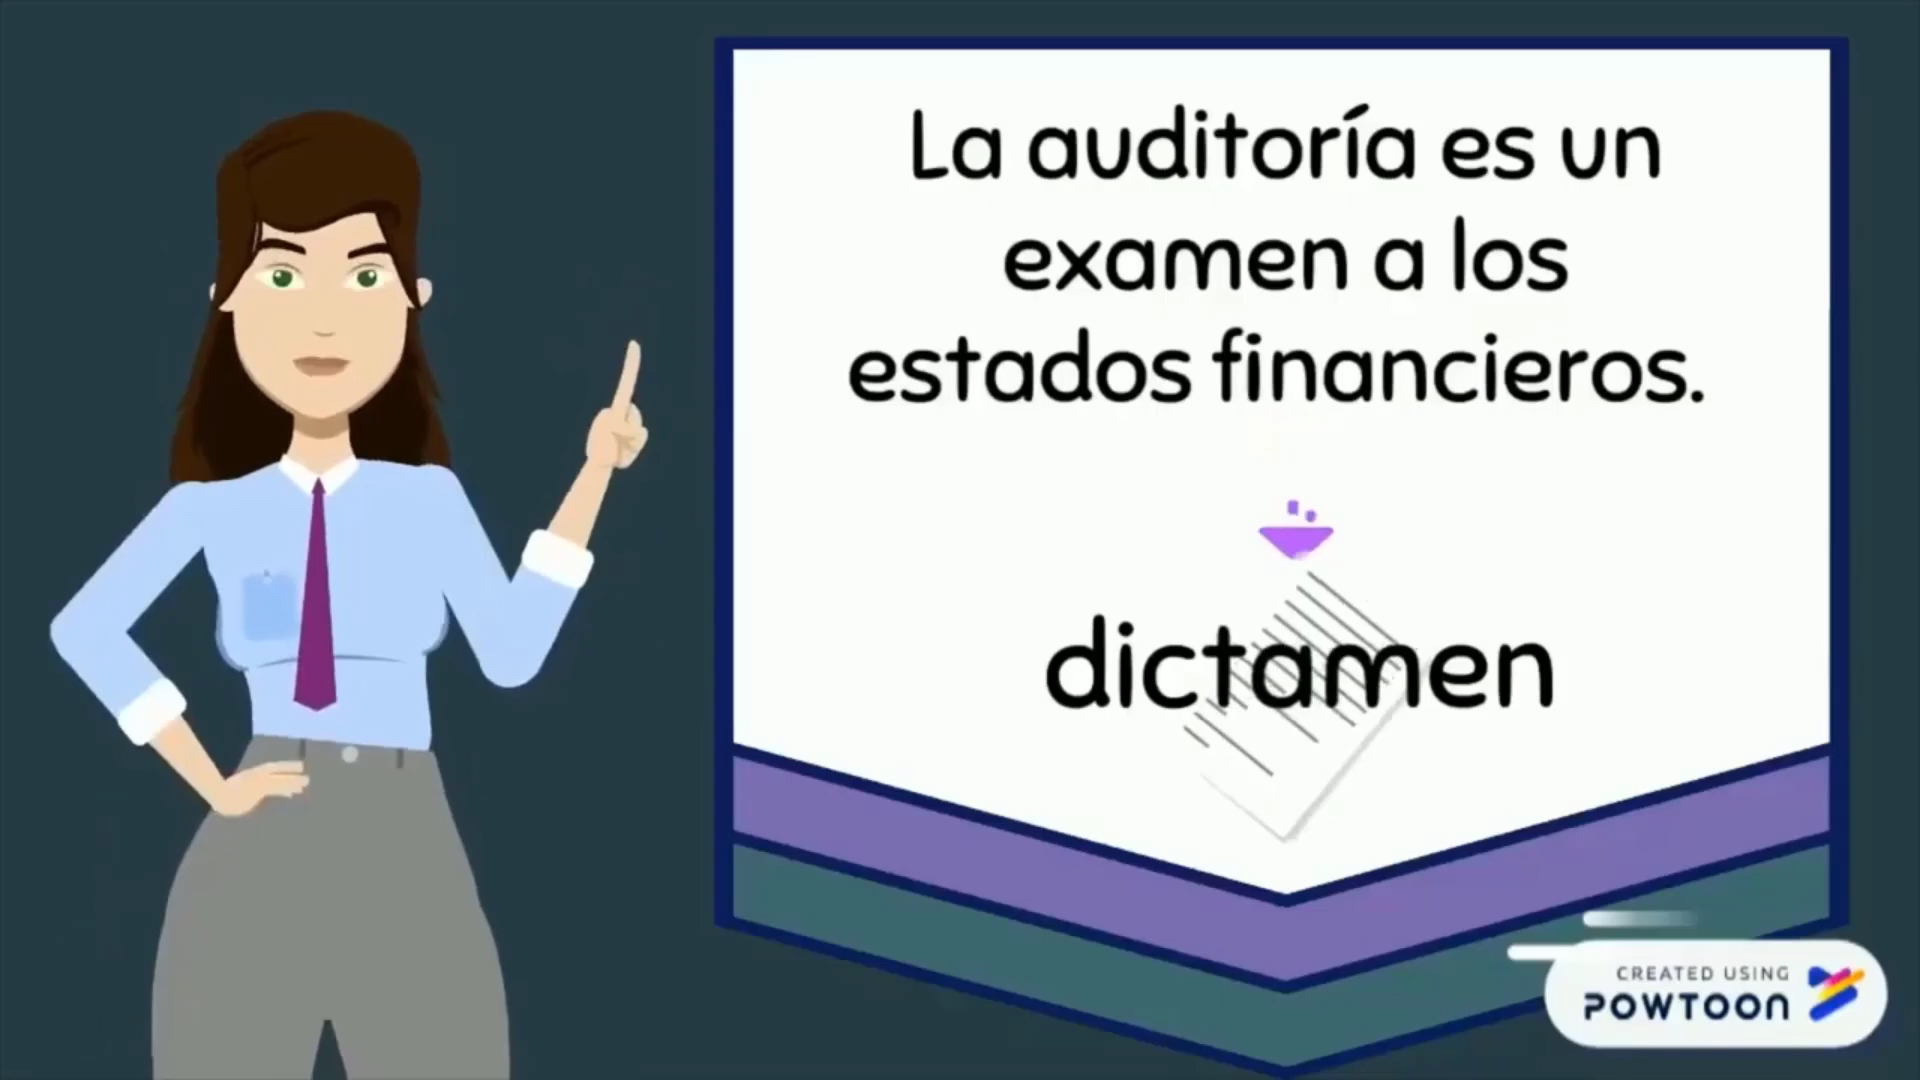 La auditoría es un
examen a los
estados financieros.
dictamen
CREATED USING
POWTOON